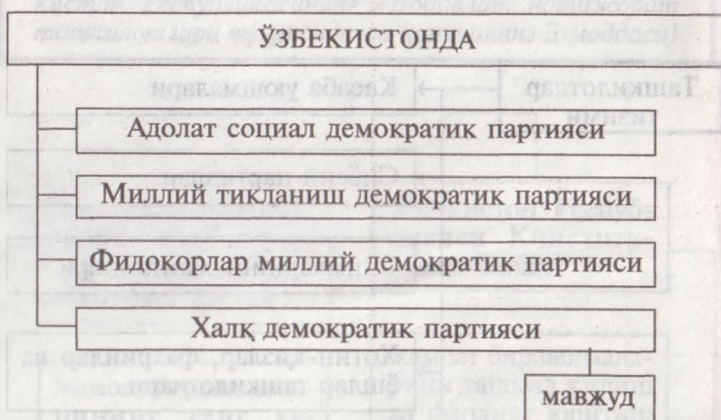 ЎЗБЕКИСТОНДА
Адолат социал демократик партияси
Миллий тикланиш демократик партияси
Фидокорлар миллий демократик партияси
Халқ демократик партияси
мавжуд